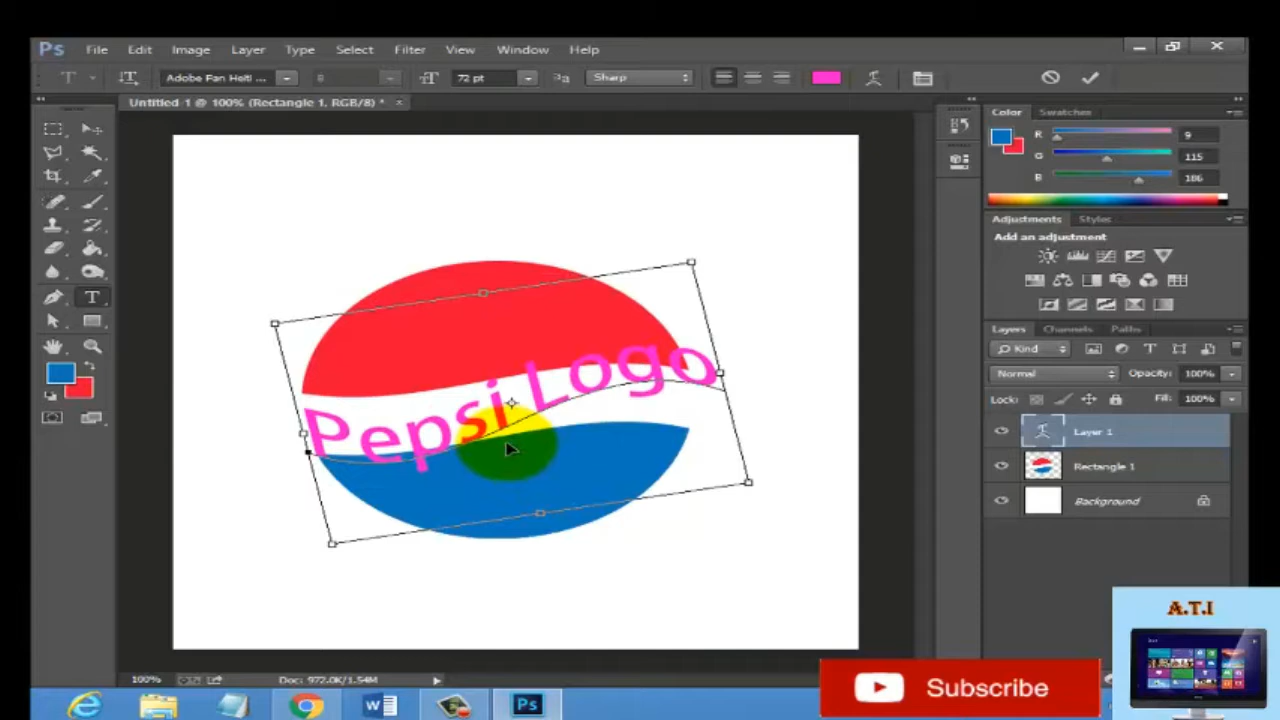 Ps File Edit Image Layer Type Select Filter View Window Help
T Adobe Fan Heiti ... 72 pt Sharp
Untitled 1 @ 100% (Rectangle 1, RGB/8) * ×
Color Swatches
R 9
G 115
B 186
Adjustments Styles
Add an adjustment
Pepsi Logo
Layers Channels Paths
Kind
Normal Opacity: 100%
Lock: Fill: 100%
Layer 1
Rectangle 1
Background
100% Doc: 972.0K/1.54M
A.T.I
Subscribe
Ps